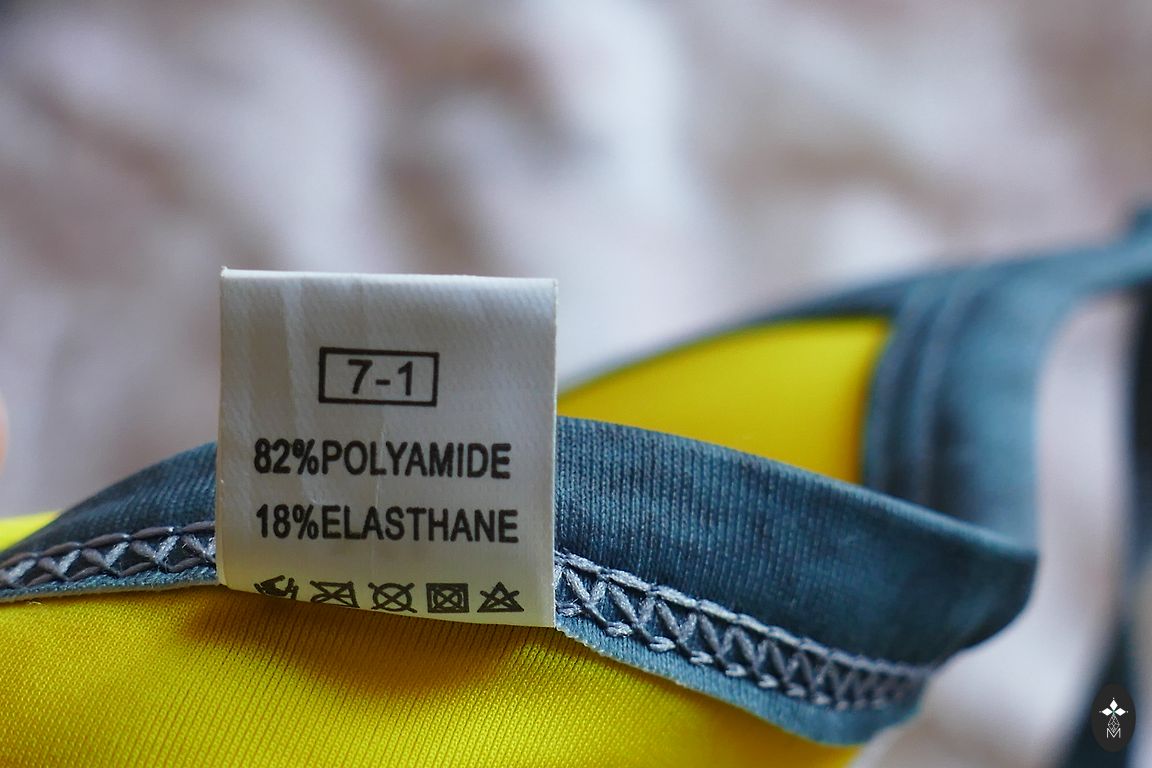 7-1
82%POLYAMIDE
18%ELASTHANE
M